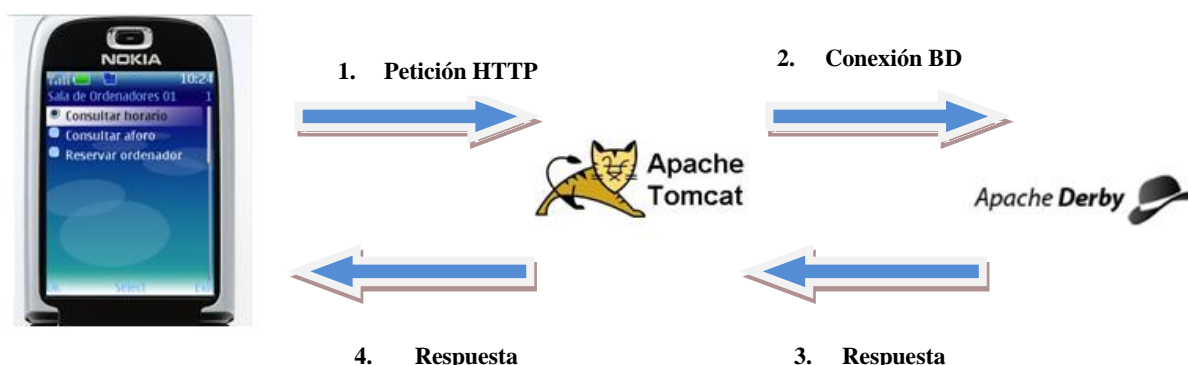 NOKIA
10:24
Sala de Ordenadores 01 1
Consultar horario
Consultar aforo
Reservar ordenador
Select
1. Petición HTTP
2. Conexión BD
Apache
Tomcat
Apache Derby
4. Respuesta
3. Respuesta